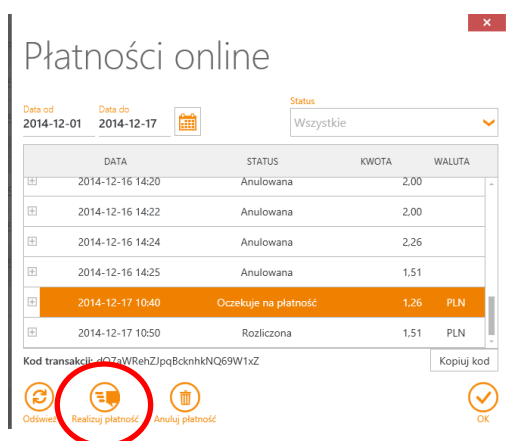 Płatności online
Data od Data do Status
2014-12-01 2014-12-17 Wszystkie
DATA STATUS KWOTA WALUTA
2014-12-16 14:20 Anulowana 2,00
2014-12-16 14:22 Anulowana 2,00
2014-12-16 14:24 Anulowana 2,26
2014-12-16 14:25 Anulowana 1,51
2014-12-17 10:40 Oczekuje na płatność 1,26 PLN
2014-12-17 10:50 Rozliczona 1,51 PLN
Kod transakcji: dQ7aWRehZJpqBcknhkNQ69W1xZ Kopiuj kod
Odśwież Realizuj płatność Anuluj płatność OK